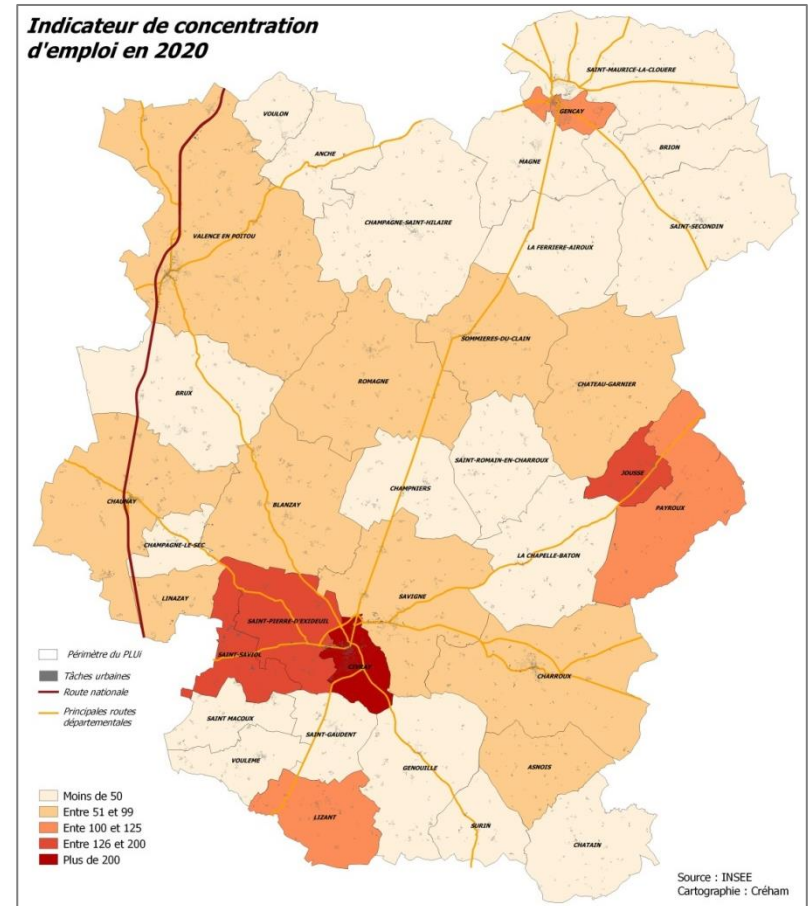 Indicateur de concentration
d'emploi en 2020
SAINT-MAURICE-LA-CLOUERE
VOULON
GENCAY
ANCHE
BRION
MAGNE
CHAMPAGNE-SAINT-HILAIRE
SAINT-SECONDIN
VALENCE EN POITOU
LA FERRIERE-AIROUX
SOMMIERES-DU-CLAIN
ROMAGNE
CHATEAU-GARNIER
BRUX
SAINT-ROMAIN-EN-CHARROUX
JOUSSE
CHAMPNIERS
CHAUNAY
BLANZAY
PAYROUX
CHAMPAGNE-LE-SEC
LA CHAPELLE-BATON
LINAZAY
SAVIGNE
SAINT-PIERRE-D'EXIDEUIL
SAINT-SAVIOL
CIVRAY
CHARROUX
SAINT MACOUX
SAINT-GAUDENT
VOULEME
GENOUILLE
ASNOIS
LIZANT
SURIN
CHATAIN
Périmètre du PLUi
Tâches urbaines
Route nationale
Principales routes
départementales
Moins de 50
Entre 51 et 99
Ente 100 et 125
Entre 126 et 200
Plus de 200
Source : INSEE
Cartographie : Créham